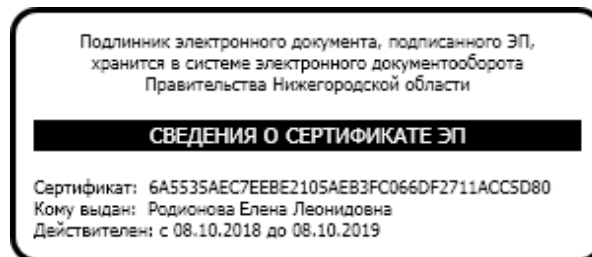 Подлинник электронного документа, подписанного ЭП,
хранится в системе электронного документооборота
Правительства Нижегородской области
СВЕДЕНИЯ О СЕРТИФИКАТЕ ЭП
Сертификат: 6A5535AEC7EEBE2105AEB3FC066DF2711ACC5D80
Кому выдан: Родионова Елена Леонидовна
Действителен: с 08.10.2018 до 08.10.2019